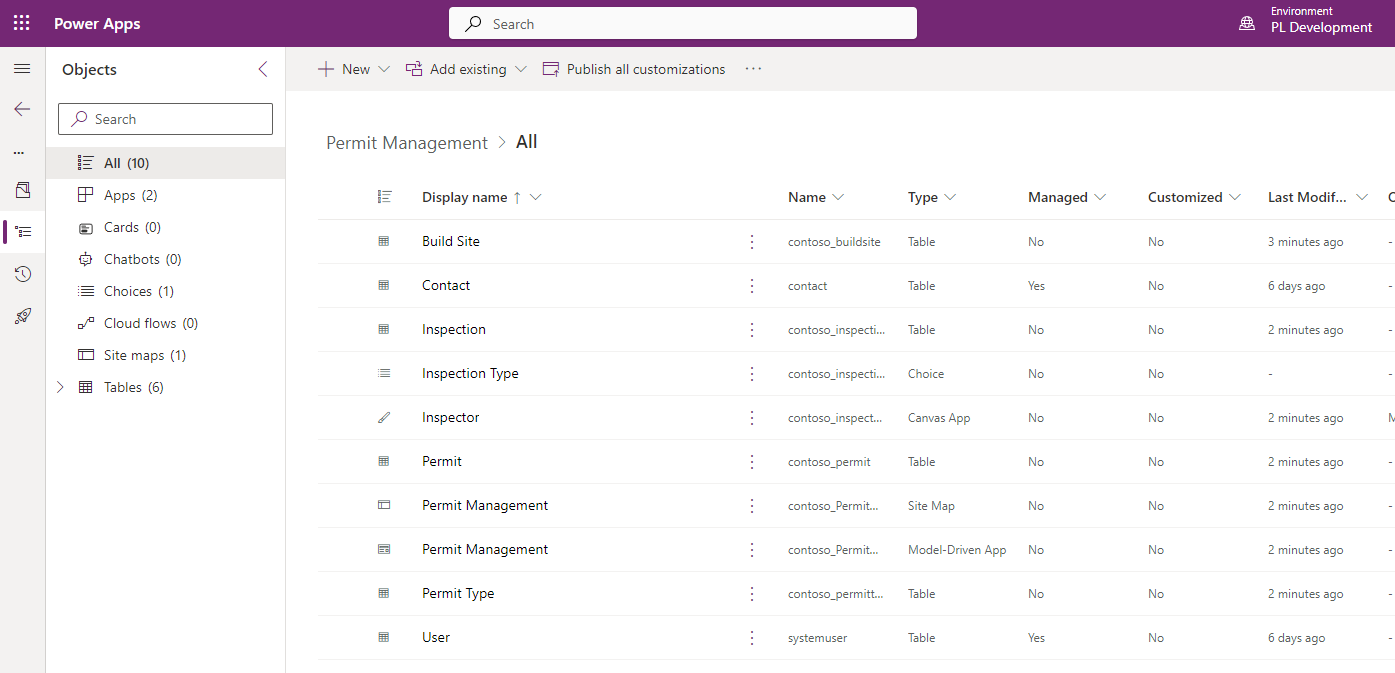 Power Apps
Search
Environment
PL Development
Objects
Search
All (10)
Apps (2)
Cards (0)
Chatbots (0)
Choices (1)
Cloud flows (0)
Site maps (1)
Tables (6)
New
Add existing
Publish all customizations
Permit Management > All
Display name ↑ Name Type Managed Customized Last Modif...
Build Site contoso_buildsite Table No No 3 minutes ago -
Contact contact Table Yes No 6 days ago -
Inspection contoso_inspecti... Table No No 2 minutes ago -
Inspection Type contoso_inspecti... Choice No No - -
Inspector contoso_inspect... Canvas App No No 2 minutes ago M
Permit contoso_permit Table No No 2 minutes ago -
Permit Management contoso_Permit... Site Map No No 2 minutes ago -
Permit Management contoso_Permit... Model-Driven App No No 2 minutes ago -
Permit Type contoso_permitt... Table No No 2 minutes ago -
User systemuser Table Yes No 6 days ago -